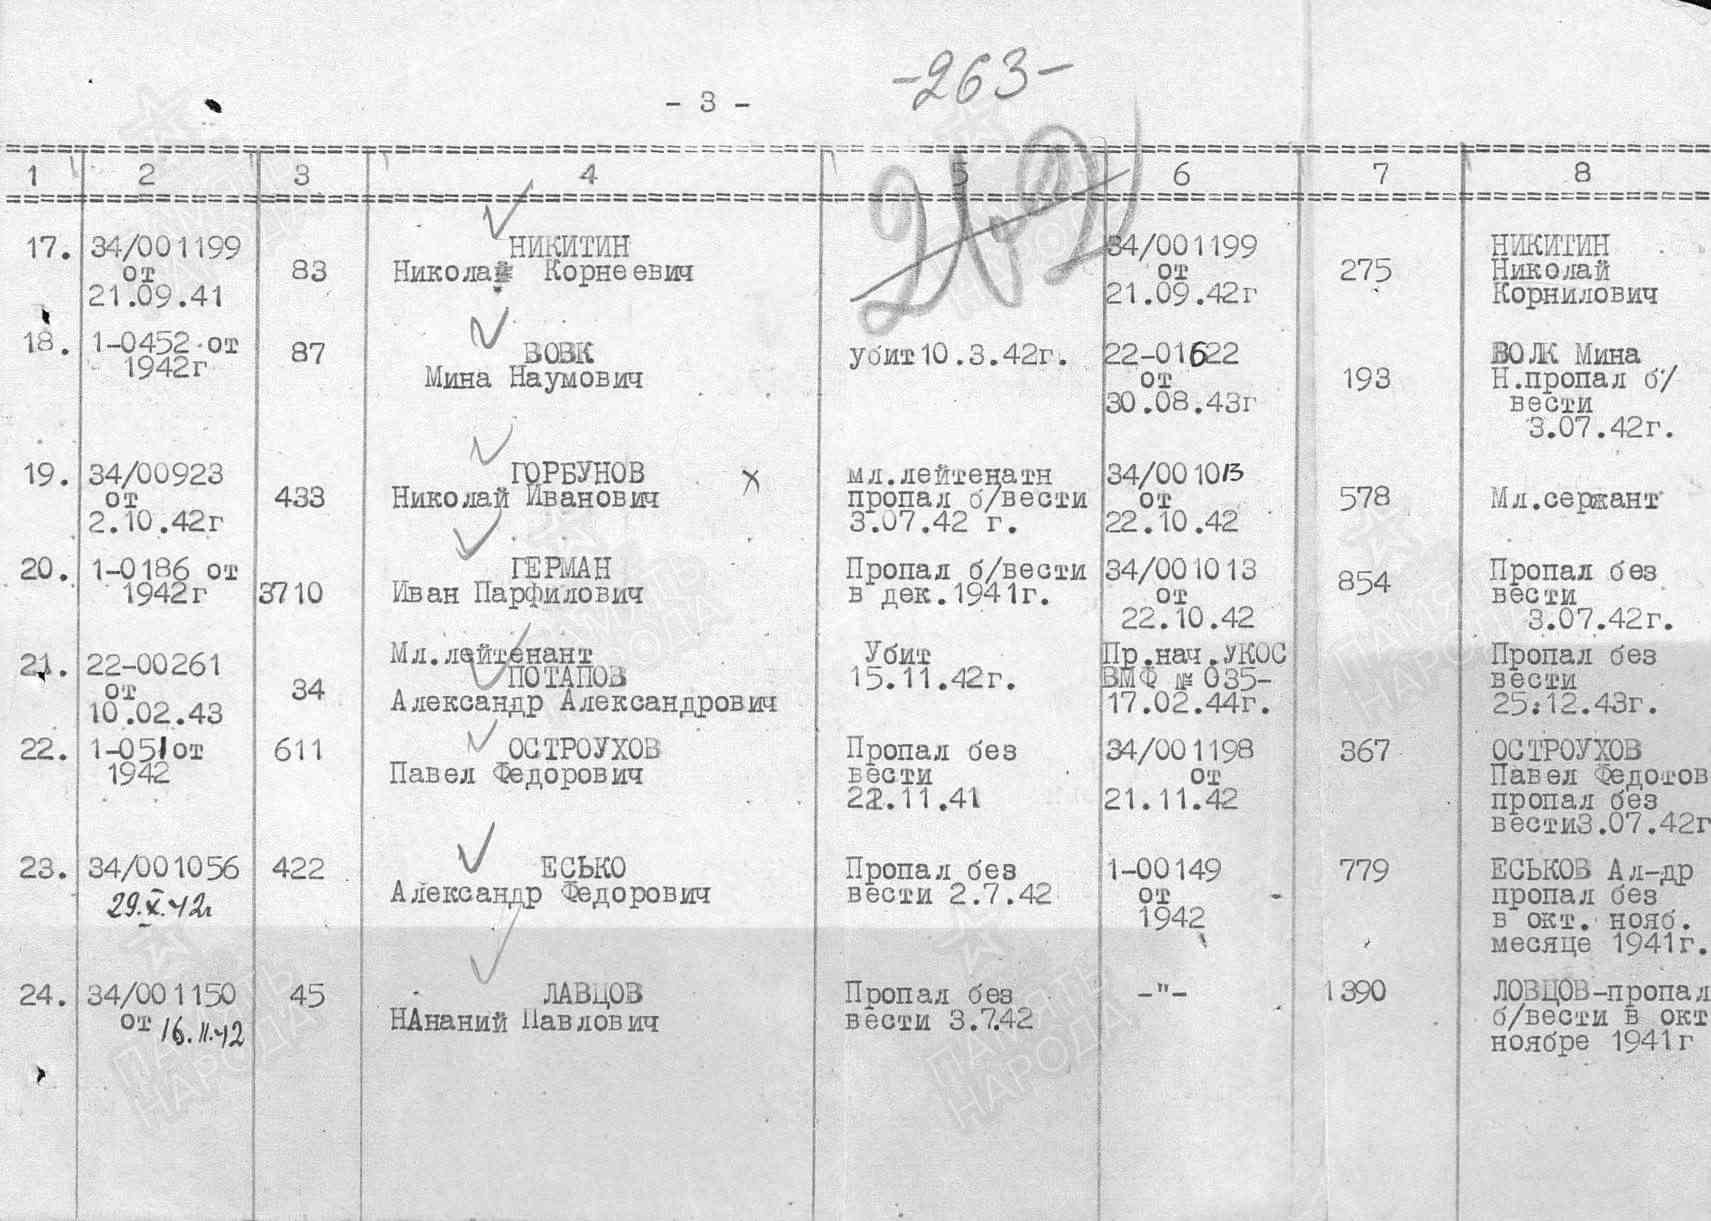 -263-
- 3 -
1 2 3 4 5 6 7 8
17. 34/001199 от 21.09.41 83 НИКИТИН Николай Корнеевич 34/001199 от 21.09.42г 275 НИКИТИН Николай Корнилович
18. 1-0452 от 1942г 87 ВОВК Мина Наумович убит 10.3.42г. 22-01622 от 30.08.43г 193 ВОЛК Мина Н.пропал б/вести 3.07.42г.
19. 34/00923 от 2.10.42г 433 ГОРБУНОВ Николай Иванович х мл.лейтенатн пропал б/вести 3.07.42 г. 34/001013 от 22.10.42 578 Мл.сержант
20. 1-0186 от 1942г 3710 ГЕРМАН Иван Парфилович Пропал б/вести в дек.1941г. 34/001013 от 22.10.42 854 Пропал без вести 3.07.42г.
21. 22-00261 от 10.02.43 34 Мл.лейтенант ПОТАПОВ Александр Александрович Убит 15.11.42г. Пр.нач.УКОС ВМФ № 035- 17.02.44г. Пропал без вести 25.12.43г.
22. 1-051 от 1942 611 ОСТРОУХОВ Павел Федорович Пропал без вести 22.11.41 34/001198 от 21.11.42 367 ОСТРОУХОВ Павел Федотов пропал без вести3.07.42г
23. 34/001056 29.X.42г 422 ЕСЬКО Александр Федорович Пропал без вести 2.7.42 1-00149 от 1942 779 ЕСЬКОВ Ал-др пропал без в окт. нояб. месяце 1941г.
24. 34/001150 от 16.11.42 45 ЛАВЦОВ НАнаний Павлович Пропал без вести 3.7.42 -"- 1390 ЛОВЦОВ-пропал б/вести в окт ноябре 1941г
ПАМЯТЬ НАРОДА